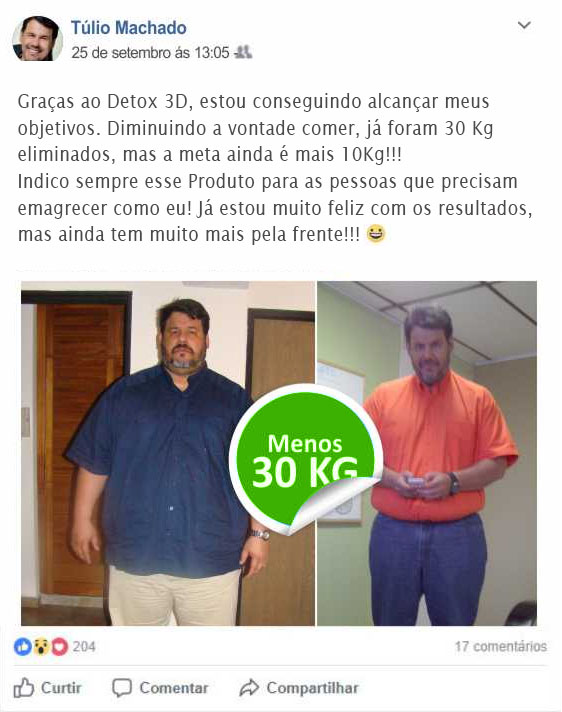 Túlio Machado
25 de setembro ás 13:05
Graças ao Detox 3D, estou conseguindo alcançar meus
objetivos. Diminuindo a vontade comer, já foram 30 Kg
eliminados, mas a meta ainda é mais 10Kg!!!
Indico sempre esse Produto para as pessoas que precisam
emagrecer como eu! Já estou muito feliz com os resultados,
mas ainda tem muito mais pela frente!!! 😀
Menos
30 KG
204
17 comentários
Curtir Comentar Compartilhar